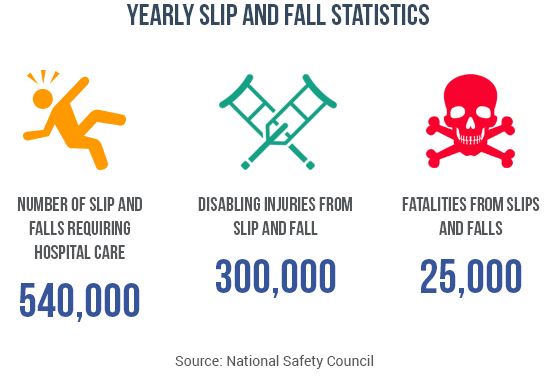 YEARLY SLIP AND FALL STATISTICS
NUMBER OF SLIP AND
FALLS REQUIRING
HOSPITAL CARE
540,000
DISABLING INJURIES FROM
SLIP AND FALL
300,000
FATALITIES FROM SLIPS
AND FALLS
25,000
Source: National Safety Council